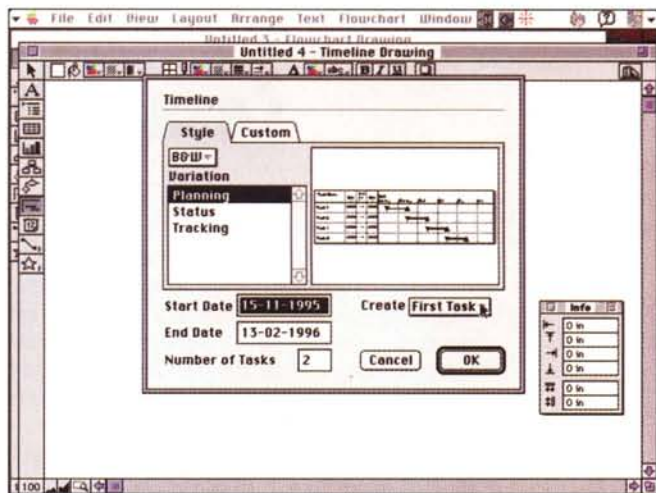 File Edit View Layout Arrange Text Flowchart Window
Untitled 3 - Flowchart Drawing
Untitled 4 - Timeline Drawing
A B I U
A
Timeline
Style Custom
B&W
Variation
Planning
Status
Tracking
Start Date 15-11-1995
Create First Task
End Date 13-02-1996
Number of Tasks 2
Cancel OK
Info
0 in
0 in
0 in
0 in
0 in
0 in
100